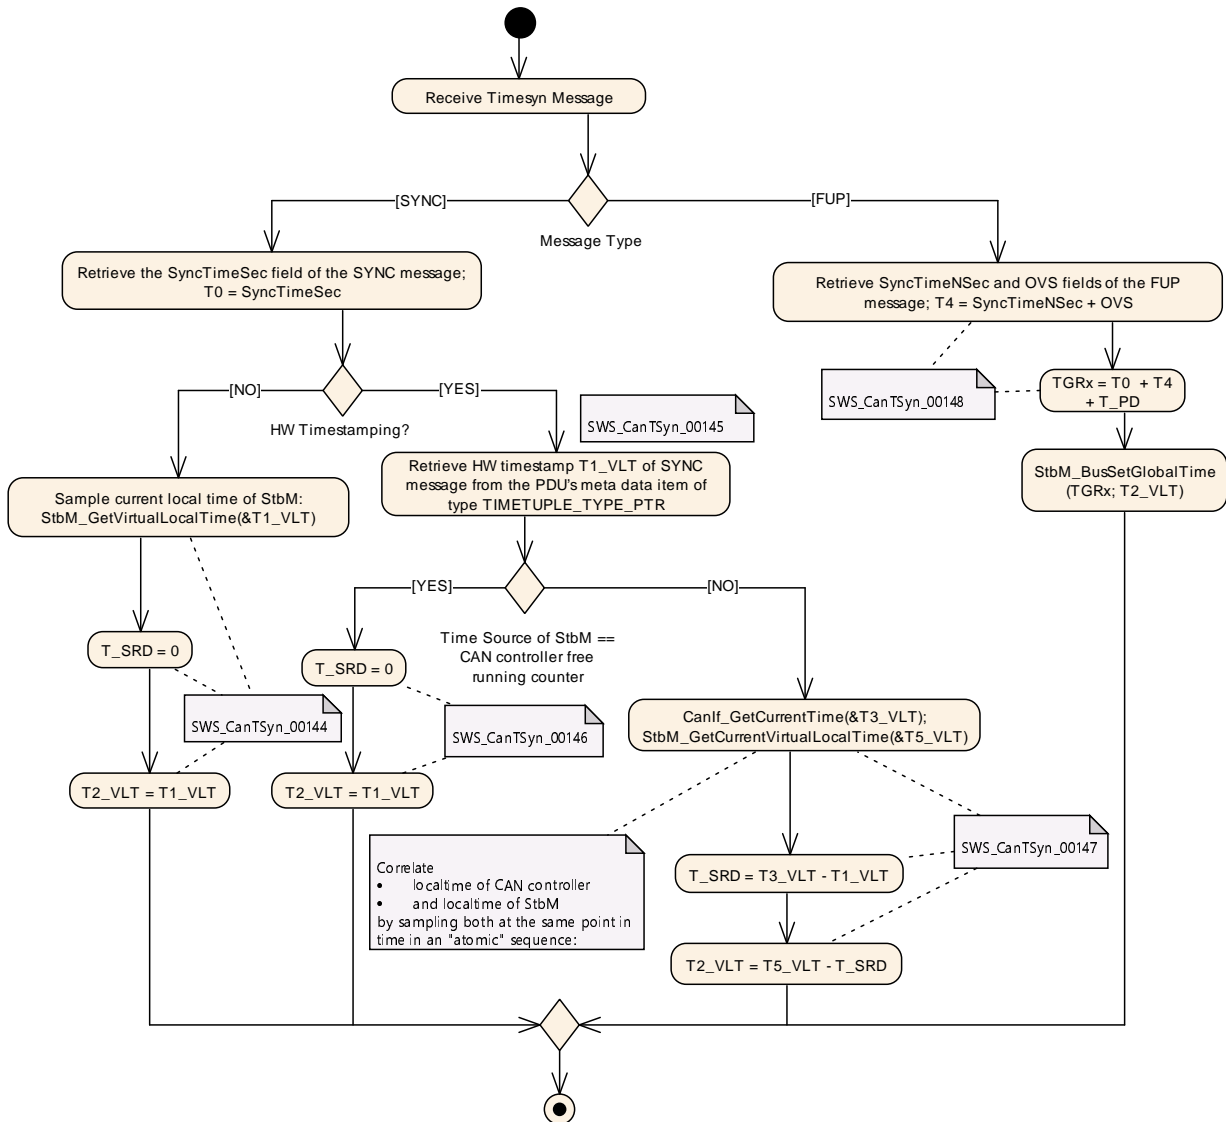 Receive Timesyn Message
[SYNC]
[FUP]
Message Type
Retrieve the SyncTimeSec field of the SYNC message;
T0 = SyncTimeSec
Retrieve SyncTimeNSec and OVS fields of the FUP
message; T4 = SyncTimeNSec + OVS
[NO]
[YES]
HW Timestamping?
SWS_CanTSyn_00145
SWS_CanTSyn_00148
TGRx = T0 + T4
+ T_PD
Retrieve HW timestamp T1_VLT of SYNC
message from the PDU's meta data item of
type TIMETUPLE_TYPE_PTR
StbM_BusSetGlobalTime
(TGRx; T2_VLT)
Sample current local time of StbM:
StbM_GetVirtualLocalTime(&T1_VLT)
[YES]
[NO]
Time Source of StbM ==
CAN controller free
running counter
T_SRD = 0
T_SRD = 0
SWS_CanTSyn_00144
SWS_CanTSyn_00146
CanIf_GetCurrentTime(&T3_VLT);
StbM_GetCurrentVirtualLocalTime(&T5_VLT)
T2_VLT = T1_VLT
T2_VLT = T1_VLT
SWS_CanTSyn_00147
Correlate
• localtime of CAN controller
• and localtime of StbM
by sampling both at the same point in
time in an "atomic" sequence:
T_SRD = T3_VLT - T1_VLT
T2_VLT = T5_VLT - T_SRD